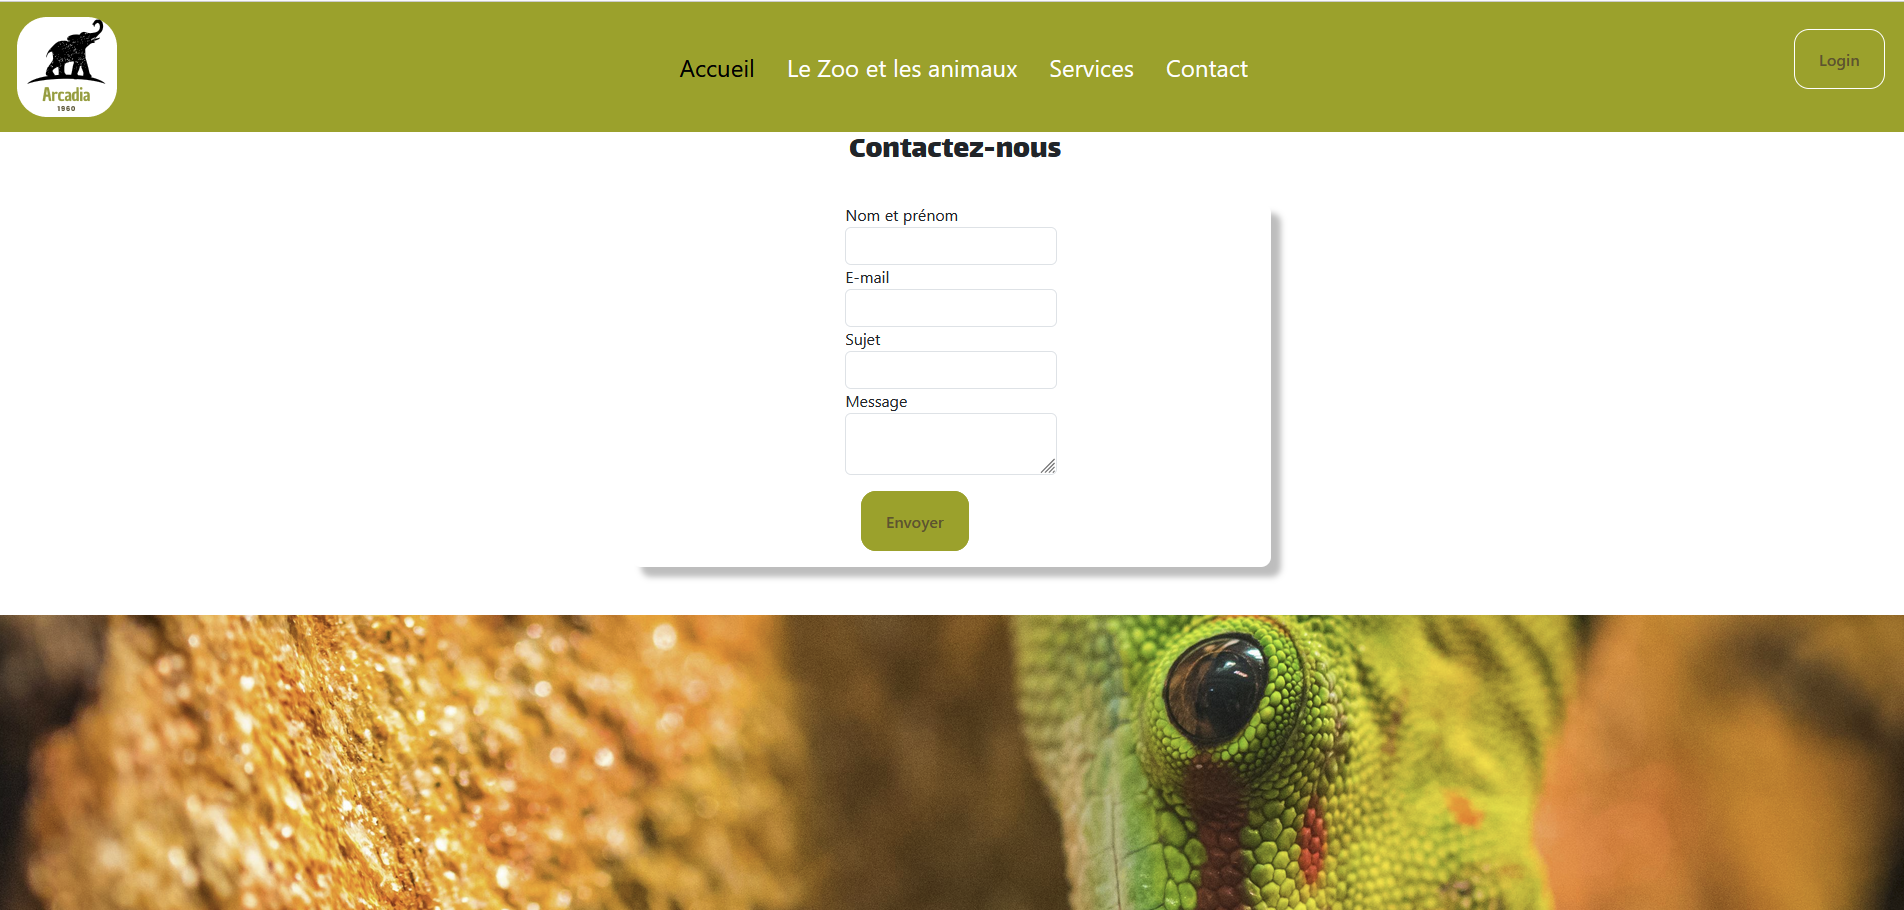 Arcadia
1960
Accueil Le Zoo et les animaux Services Contact
Login
Contactez-nous
Nom et prénom
E-mail
Sujet
Message
Envoyer